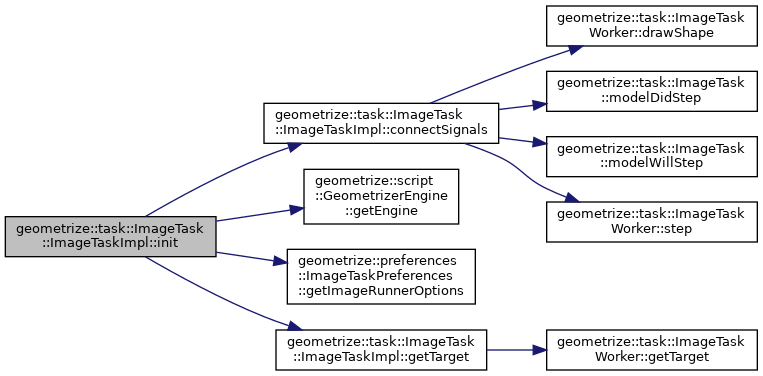 geometrize::task::ImageTask
::ImageTaskImpl::init
geometrize::task::ImageTask
::ImageTaskImpl::connectSignals
geometrize::script
::GeometrizerEngine
::getEngine
geometrize::preferences
::ImageTaskPreferences
::getImageRunnerOptions
geometrize::task::ImageTask
::ImageTaskImpl::getTarget
geometrize::task::ImageTask
Worker::drawShape
geometrize::task::ImageTask
::modelDidStep
geometrize::task::ImageTask
::modelWillStep
geometrize::task::ImageTask
Worker::step
geometrize::task::ImageTask
Worker::getTarget